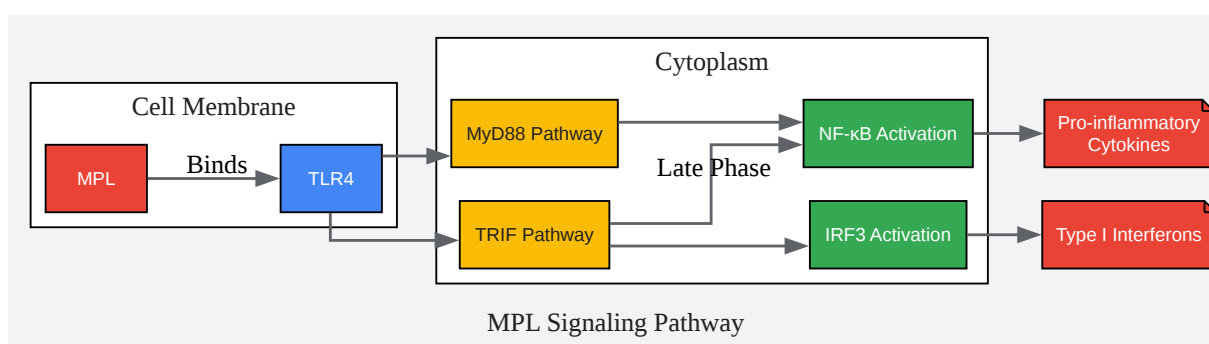 Cytoplasm
Cell Membrane
MPL
Binds
TLR4
MyD88 Pathway
NF-κB Activation
Pro-inflammatory
Cytokines
Late Phase
TRIF Pathway
IRF3 Activation
Type I Interferons
MPL Signaling Pathway